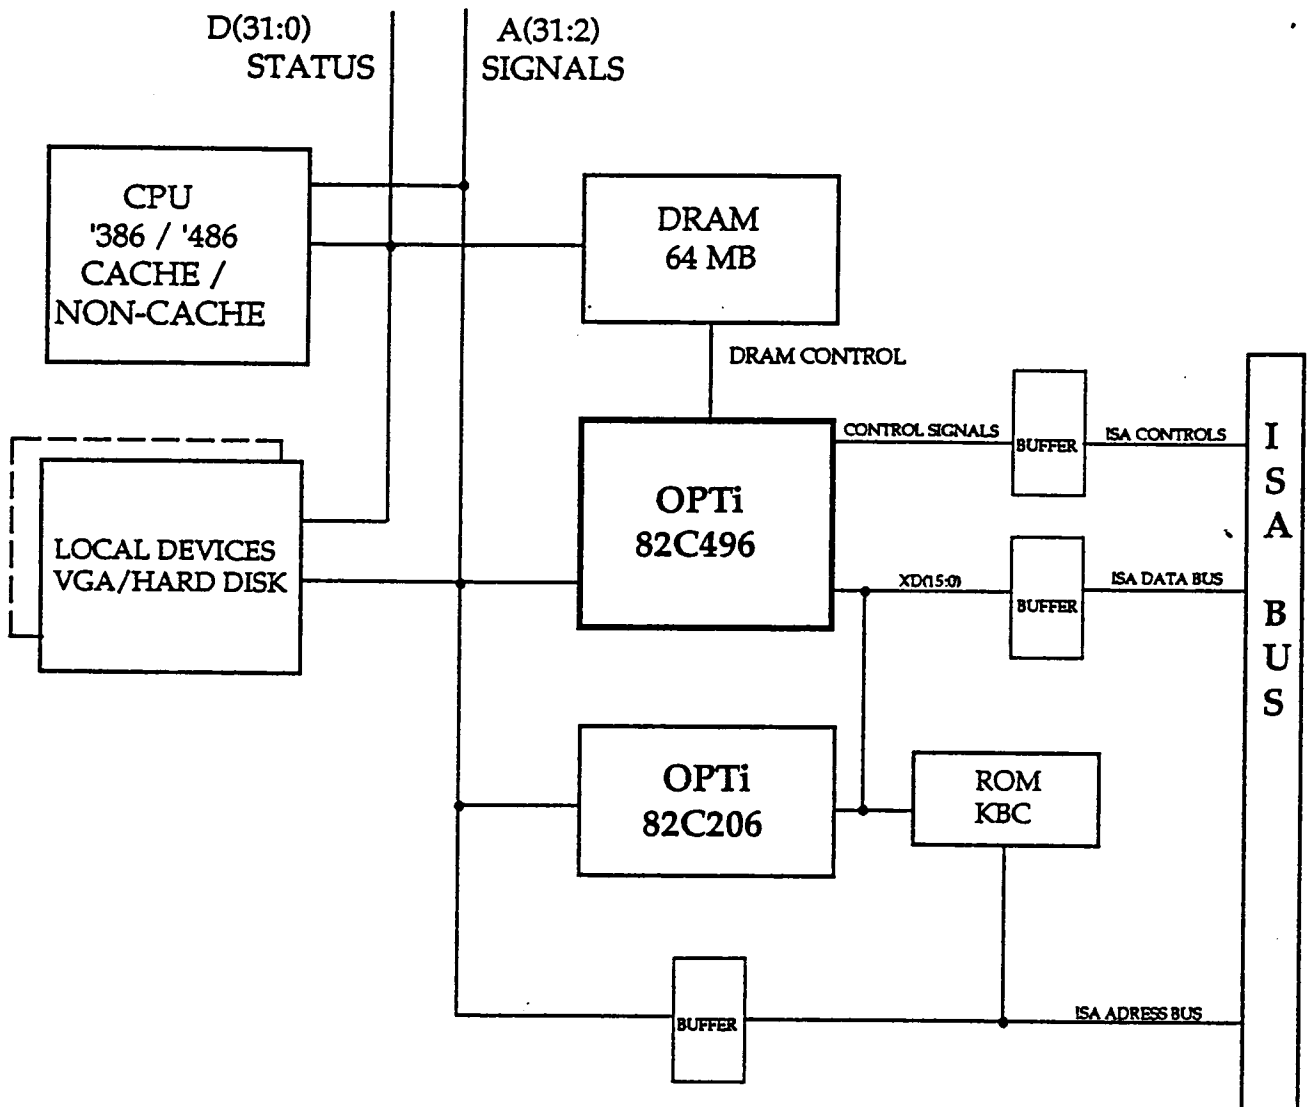 D(31:0)
STATUS
A(31:2)
SIGNALS
CPU
'386 / '486
CACHE /
NON-CACHE
DRAM
64 MB
DRAM CONTROL
LOCAL DEVICES
VGA/HARD DISK
OPTi
82C496
CONTROL SIGNALS
BUFFER
ISA CONTROLS
XD(15:0)
BUFFER
ISA DATA BUS
ISA BUS
OPTi
82C206
ROM
KBC
BUFFER
ISA ADRESS BUS